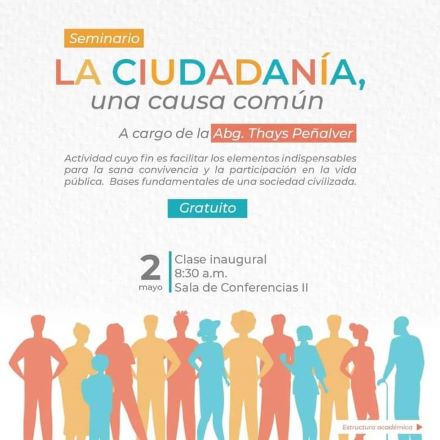 Seminario
LA CIUDADANÍA,
una causa común
A cargo de la Abg. Thays Peñalver
Actividad cuyo fin es facilitar los elementos indispensables
para la sana convivencia y la participación en la vida
pública. Bases fundamentales de una sociedad civilizada.
Gratuito
2
mayo
Clase inaugural
8:30 a.m.
Sala de Conferencias II
Estructura académica